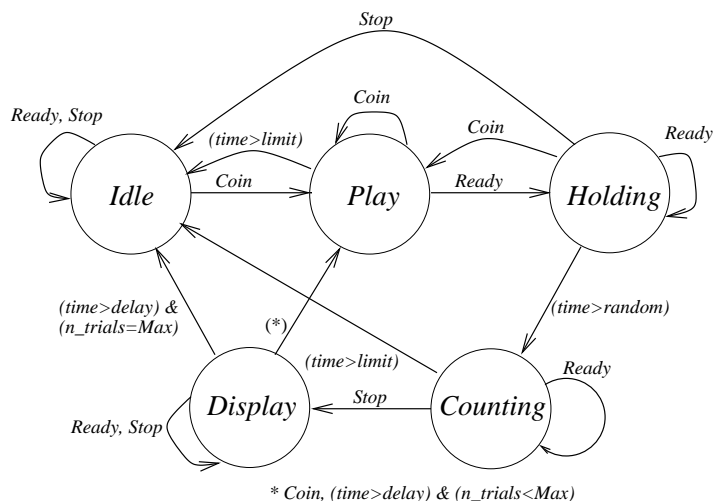 Stop
Ready, Stop
Coin
(time>limit)
Coin
Ready
Idle
Coin
Play
Ready
Holding
(time>delay) &
(n_trials=Max)
(*)
(time>random)
(time>limit)
Ready
Display
Stop
Counting
Ready, Stop
* Coin, (time>delay) & (n_trials<Max)